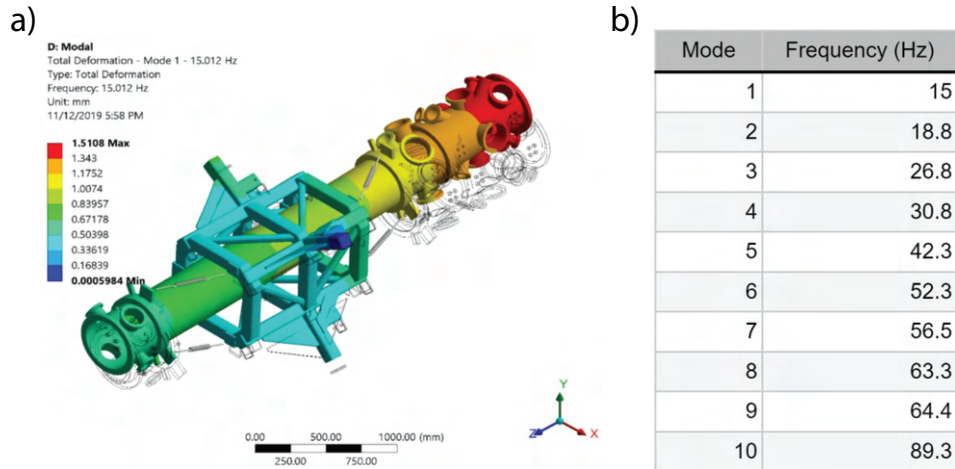 a)
D: Modal
Total Deformation - Mode 1 - 15.012 Hz
Type: Total Deformation
Frequency: 15.012 Hz
Unit: mm
11/12/2019 5:58 PM
1.5108 Max
1.343
1.1752
1.0074
0.83957
0.67178
0.50398
0.33619
0.16839
0.0005984 Min
0.00 500.00 1000.00 (mm)
250.00 750.00
Y
Z X
b)
Mode Frequency (Hz)
1 15
2 18.8
3 26.8
4 30.8
5 42.3
6 52.3
7 56.5
8 63.3
9 64.4
10 89.3